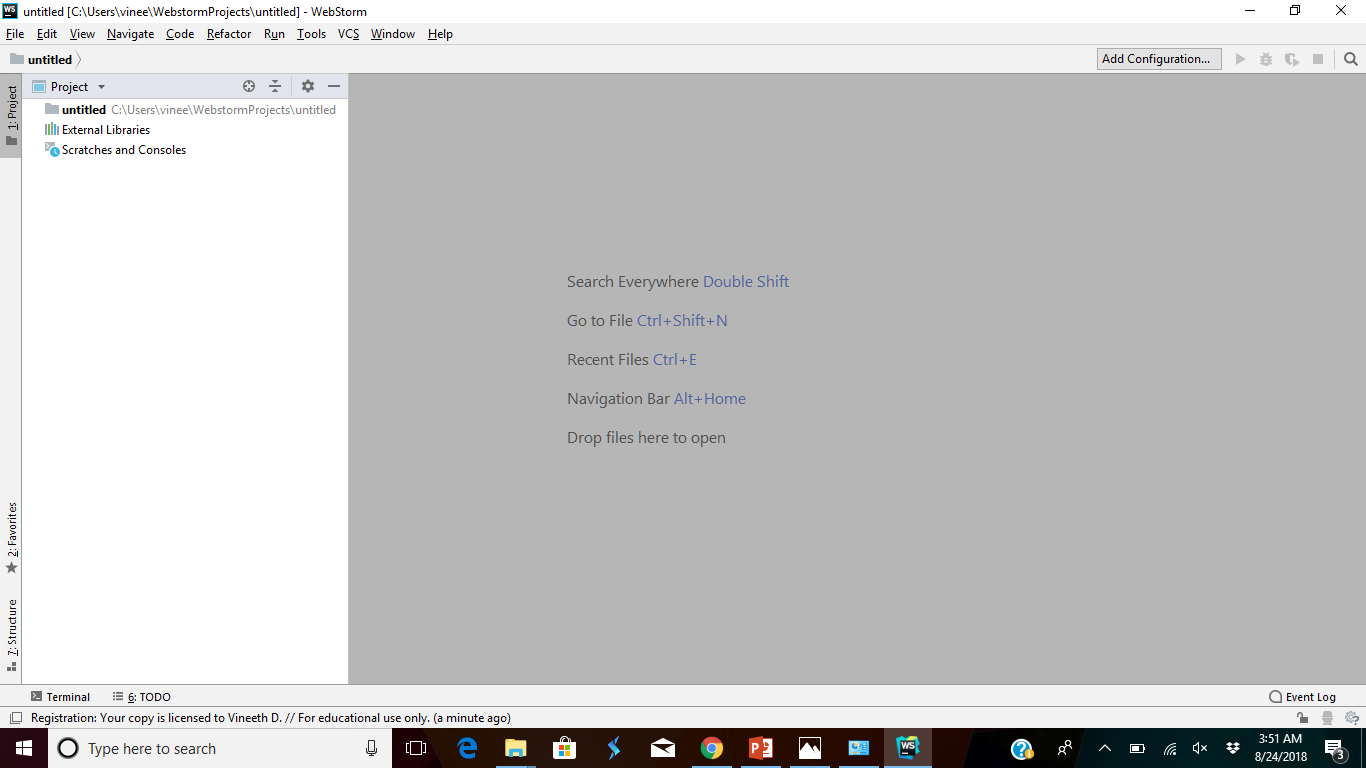 WS untitled [C:\Users\vinee\WebstormProjects\untitled] - WebStorm
File Edit View Navigate Code Refactor Run Tools VCS Window Help
untitled
Add Configuration...
1: Project
Project
untitled C:\Users\vinee\WebstormProjects\untitled
External Libraries
Scratches and Consoles
Search Everywhere Double Shift
Go to File Ctrl+Shift+N
Recent Files Ctrl+E
Navigation Bar Alt+Home
Drop files here to open
2: Favorites
7: Structure
Terminal 6: TODO Event Log
Registration: Your copy is licensed to Vineeth D. // For educational use only. (a minute ago)
Type here to search
WS
3:51 AM
8/24/2018
3